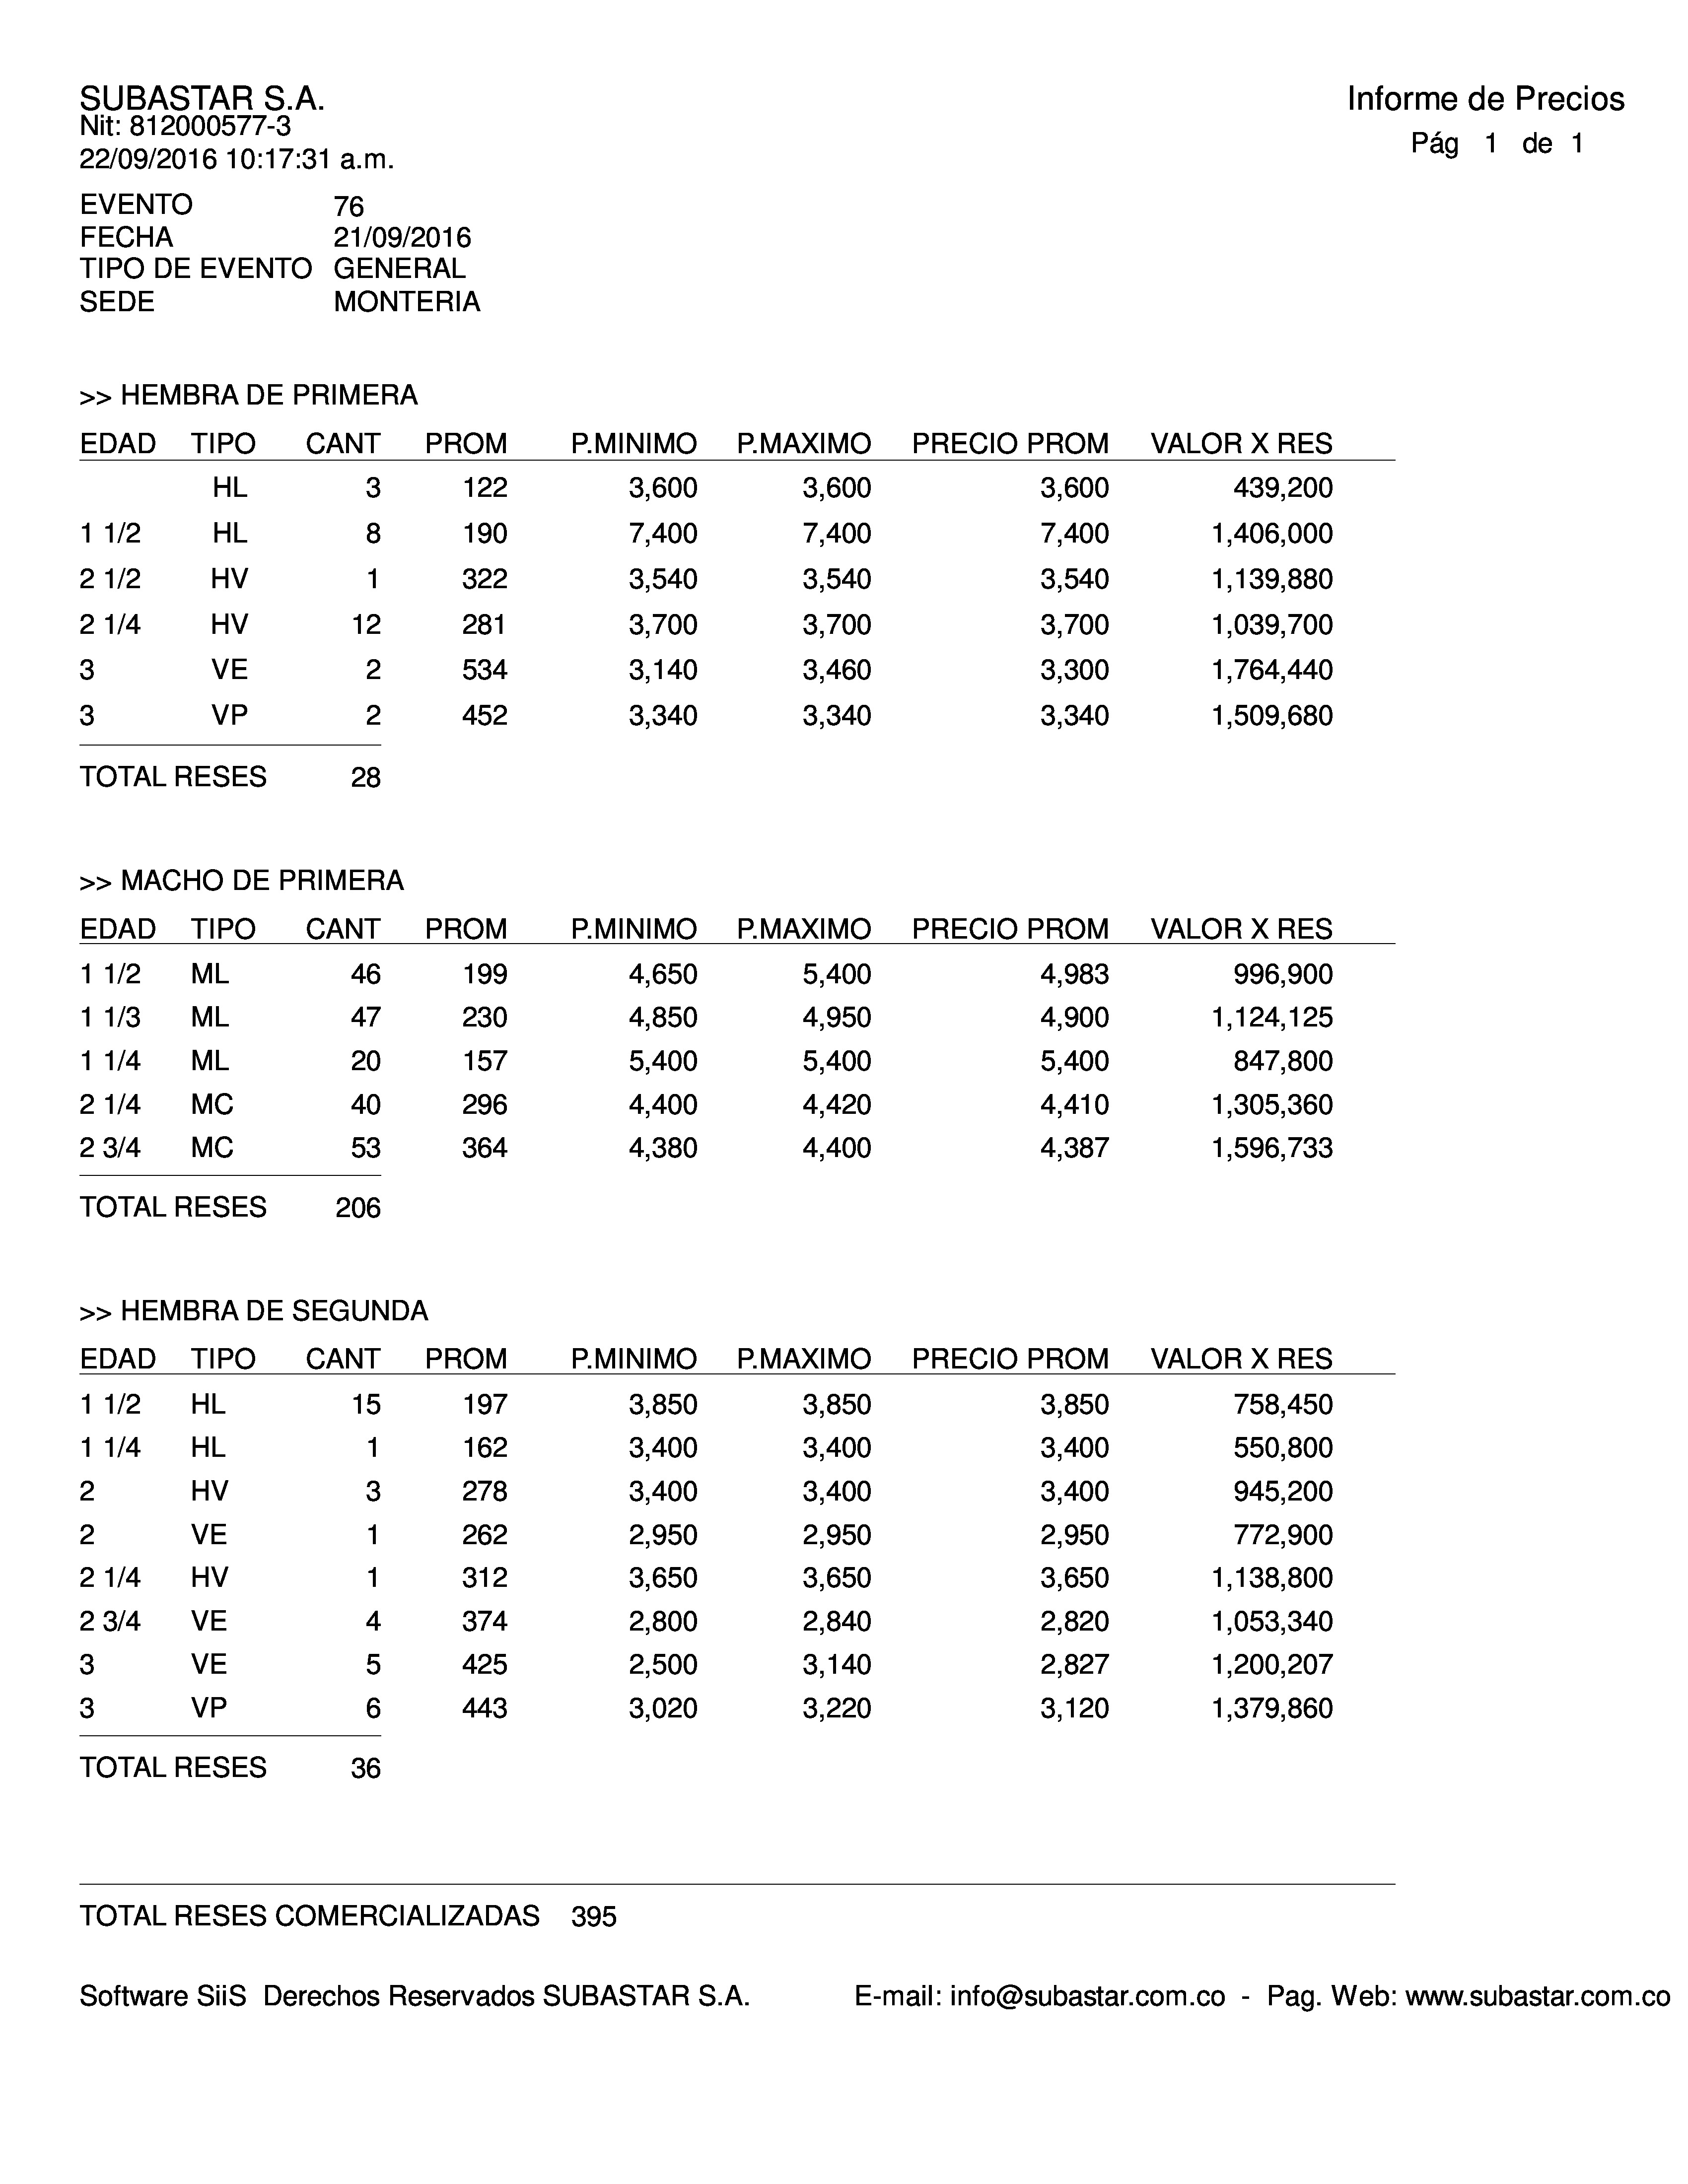 SUBASTAR S.A. Informe de Precios
Nit: 812000577-3
22/09/2016 10:17:31 a.m. Pág 1 de 1
EVENTO 76
FECHA 21/09/2016
TIPO DE EVENTO GENERAL
SEDE MONTERIA
>> HEMBRA DE PRIMERA
EDAD TIPO CANT PROM P.MINIMO P.MAXIMO PRECIO PROM VALOR X RES
HL 3 122 3,600 3,600 3,600 439,200
1 1/2 HL 8 190 7,400 7,400 7,400 1,406,000
2 1/2 HV 1 322 3,540 3,540 3,540 1,139,880
2 1/4 HV 12 281 3,700 3,700 3,700 1,039,700
3 VE 2 534 3,140 3,460 3,300 1,764,440
3 VP 2 452 3,340 3,340 3,340 1,509,680
TOTAL RESES 28
>> MACHO DE PRIMERA
EDAD TIPO CANT PROM P.MINIMO P.MAXIMO PRECIO PROM VALOR X RES
1 1/2 ML 46 199 4,650 5,400 4,983 996,900
1 1/3 ML 47 230 4,850 4,950 4,900 1,124,125
1 1/4 ML 20 157 5,400 5,400 5,400 847,800
2 1/4 MC 40 296 4,400 4,420 4,410 1,305,360
2 3/4 MC 53 364 4,380 4,400 4,387 1,596,733
TOTAL RESES 206
>> HEMBRA DE SEGUNDA
EDAD TIPO CANT PROM P.MINIMO P.MAXIMO PRECIO PROM VALOR X RES
1 1/2 HL 15 197 3,850 3,850 3,850 758,450
1 1/4 HL 1 162 3,400 3,400 3,400 550,800
2 HV 3 278 3,400 3,400 3,400 945,200
2 VE 1 262 2,950 2,950 2,950 772,900
2 1/4 HV 1 312 3,650 3,650 3,650 1,138,800
2 3/4 VE 4 374 2,800 2,840 2,820 1,053,340
3 VE 5 425 2,500 3,140 2,827 1,200,207
3 VP 6 443 3,020 3,220 3,120 1,379,860
TOTAL RESES 36
TOTAL RESES COMERCIALIZADAS 395
Software SiiS Derechos Reservados SUBASTAR S.A. E-mail: info@subastar.com.co - Pag. Web: www.subastar.com.co